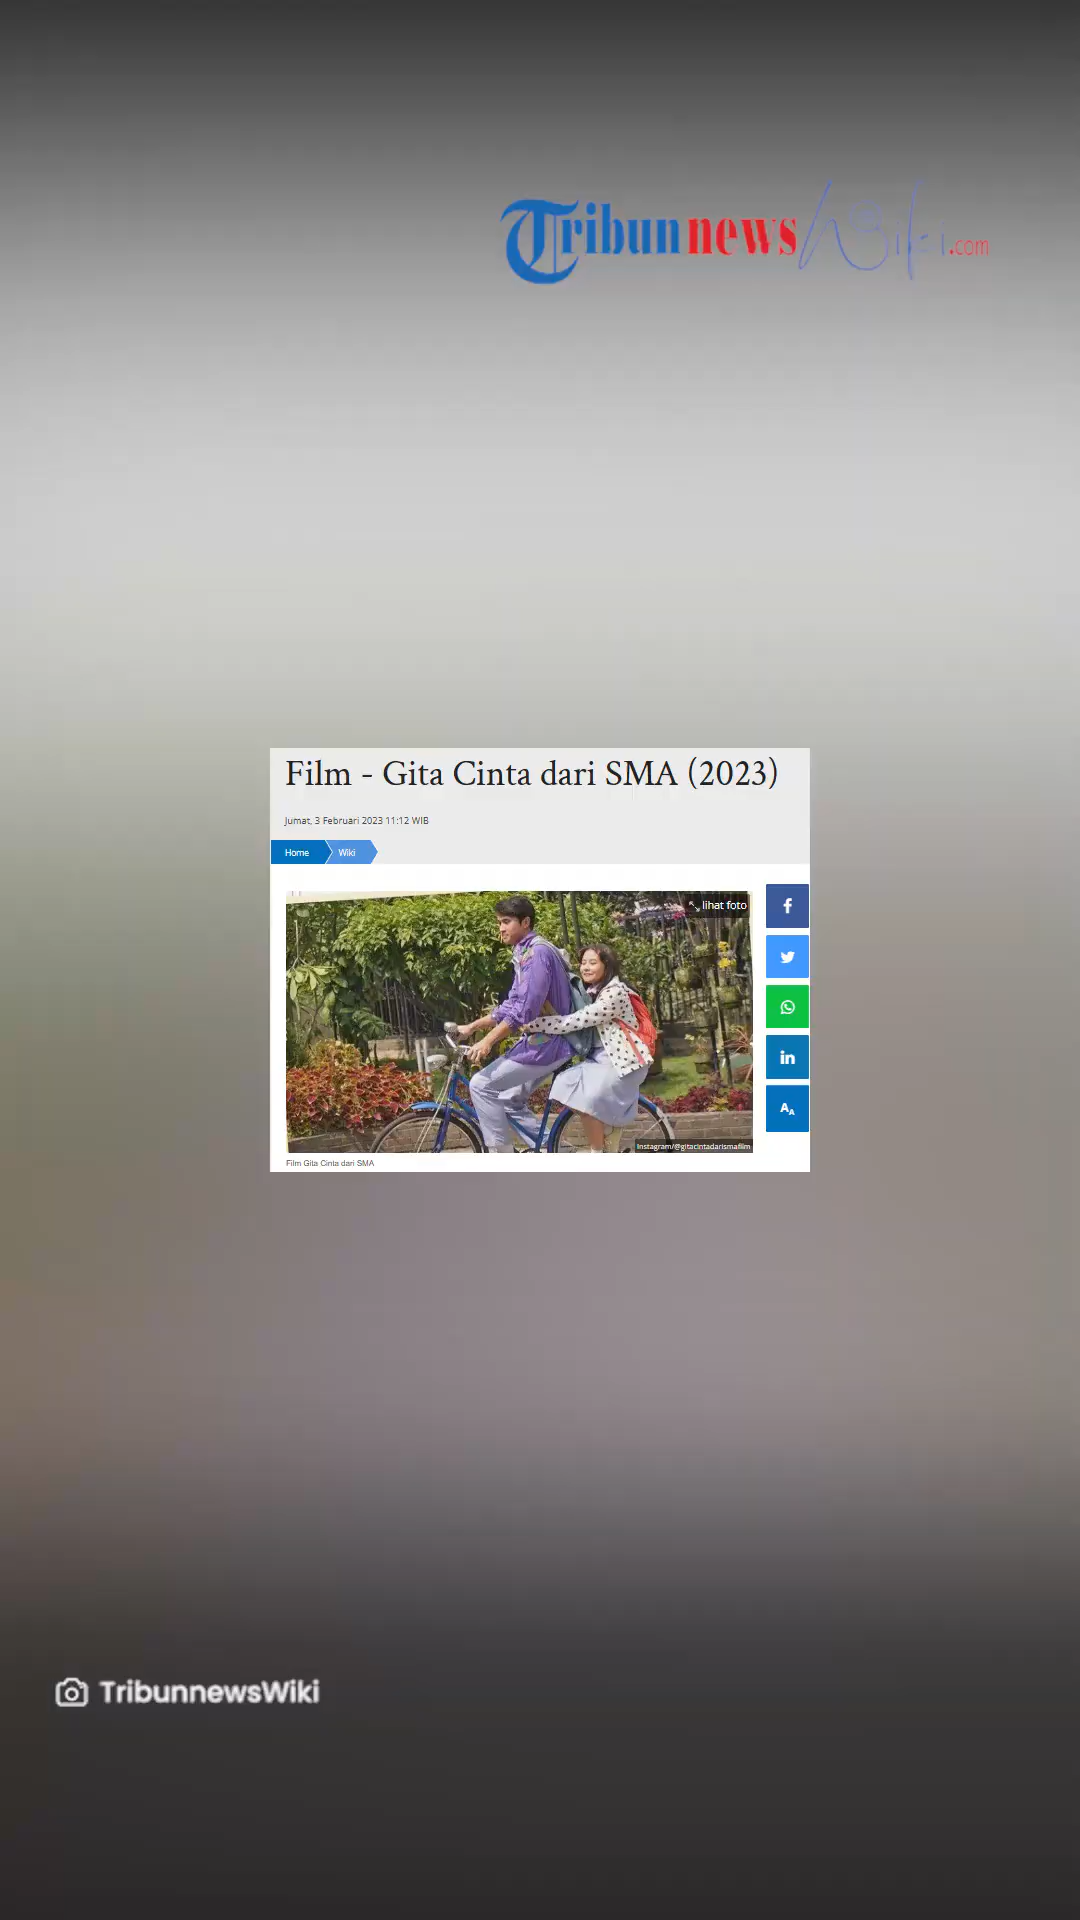 TribunnewsWiki.com
Film - Gita Cinta dari SMA (2023)
Jumat, 3 Februari 2023 11:12 WIB
Home Wiki
lihat foto
Instagram/@gitacintadarismafilm
Film Gita Cinta dari SMA
TribunnewsWiki